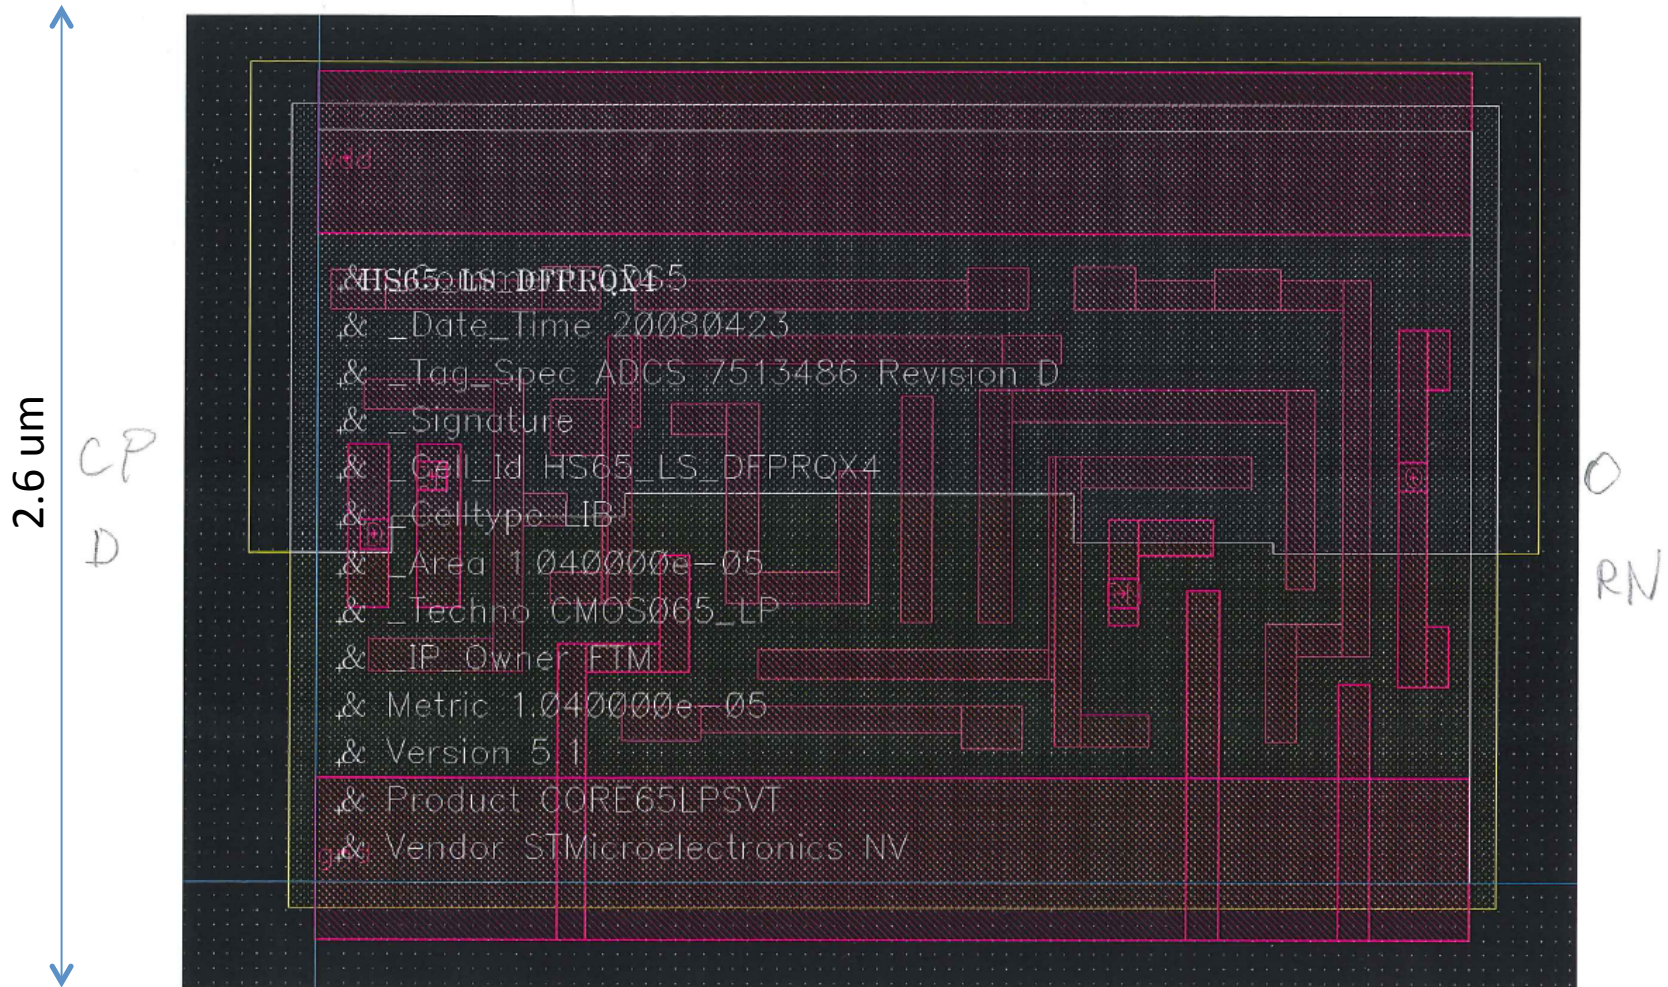 2.6 um
CP
D
vdd
HS65_LS_DFPRQX4
& _Date_Time 20080423
& _Tag_Spec ADCS 7513486 Revision D
& _Signature
& _Cell_Id HS65_LS_DFPRQX4
& _Celltype LIB
& _Area 1.040000e-05
& _Techno CMOS065_LP
& _IP_Owner FTM
& Metric 1.040000e-05
& Version 5.1
& Product CORE65LPSVT
& Vendor STMicroelectronics NV
O
RN